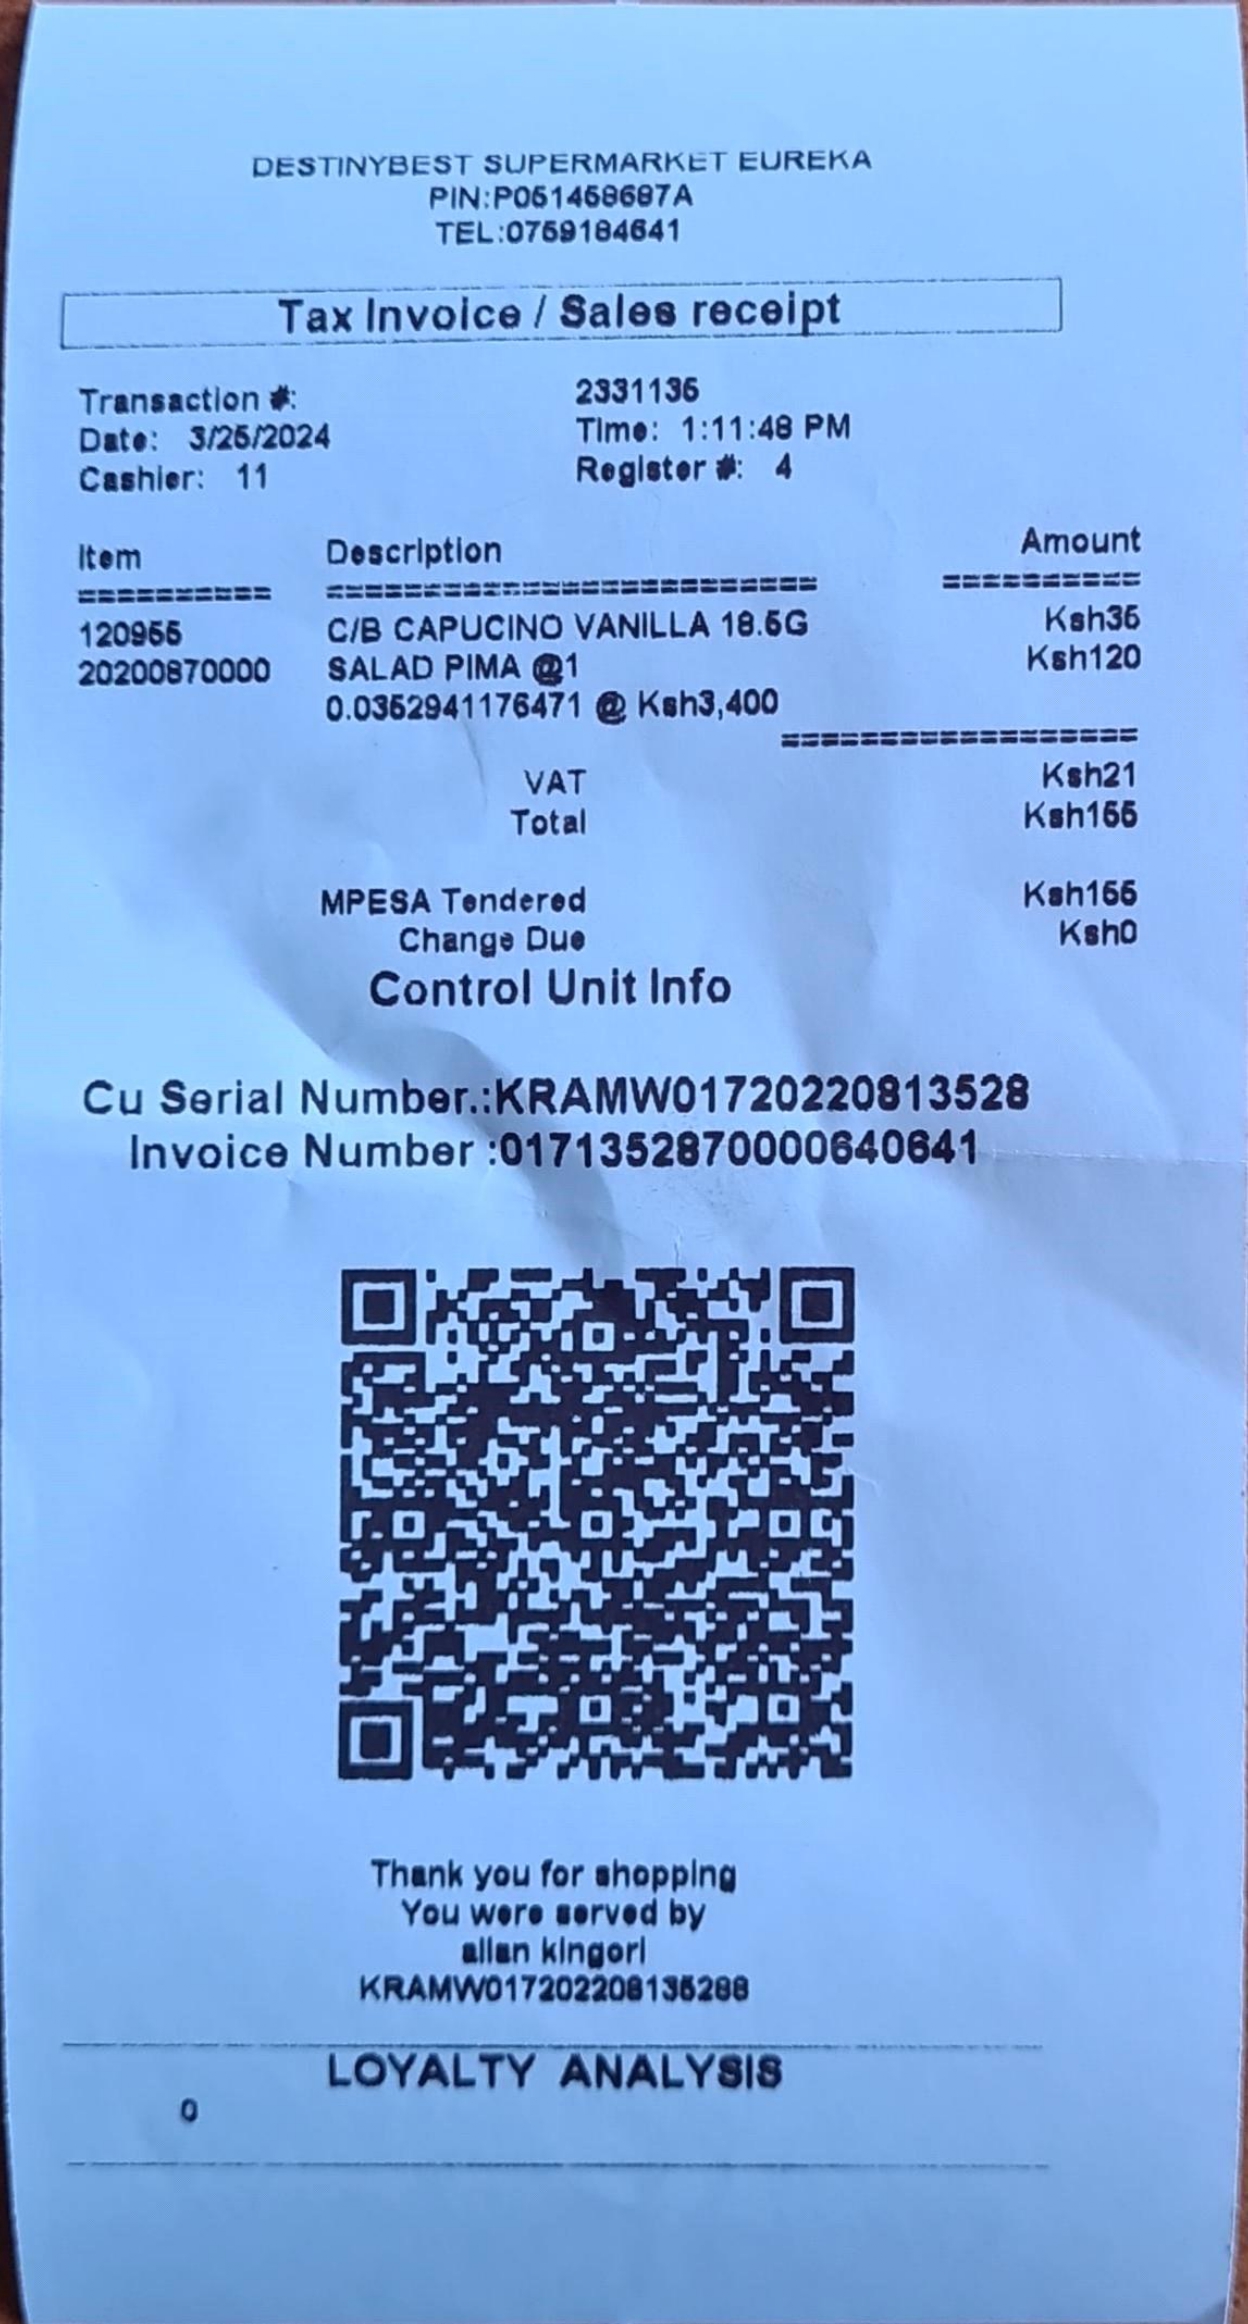 DESTINYBEST SUPERMARKET EUREKA
PIN:P051458687A
TEL:0759184641
Tax Invoice / Sales receipt
Transaction #: 2331135
Date: 3/25/2024 Time: 1:11:48 PM
Cashier: 11 Register #: 4
Item Description Amount
========== ========================= ==========
120955 C/B CAPUCINO VANILLA 18.5G Ksh35
20200870000 SALAD PIMA @1 Ksh120
0.0352941176471 @ Ksh3,400
==================
VAT Ksh21
Total Ksh155
MPESA Tendered Ksh155
Change Due Ksh0
Control Unit Info
Cu Serial Number.:KRAMW01720220813528
Invoice Number :0171352870000640641
Thank you for shopping
You were served by
allan kingori
KRAMW017202208135288
LOYALTY ANALYSIS
0